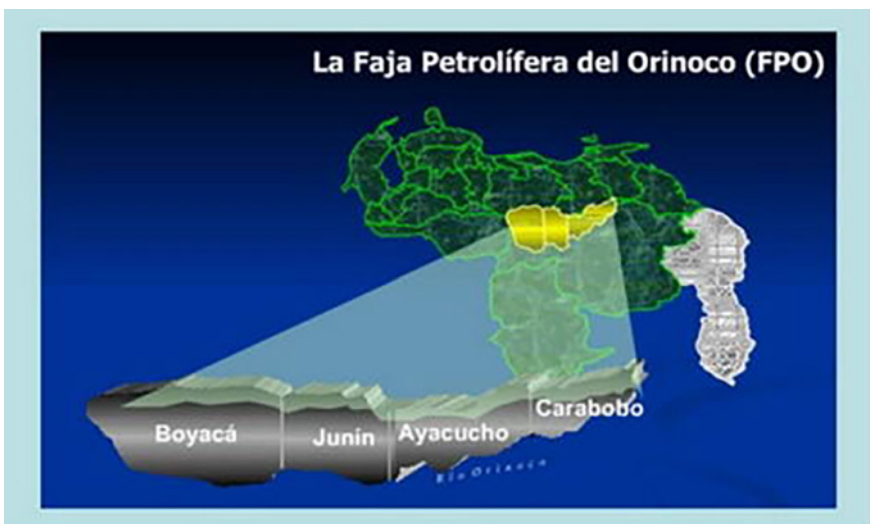 La Faja Petrolífera del Orinoco (FPO)
Carabobo
Boyacá
Junín
Ayacucho
Río Orinoco